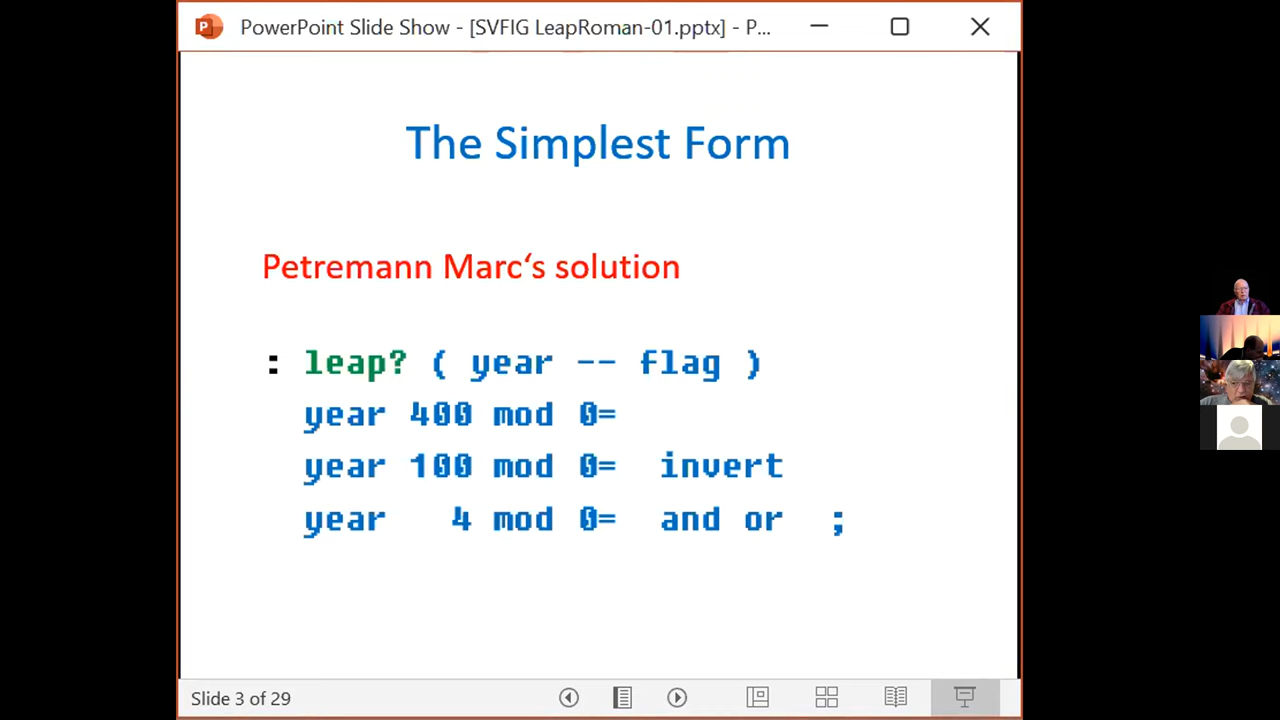 PowerPoint Slide Show - [SVFIG LeapRoman-01.pptx] - P...
The Simplest Form
Petremann Marc‘s solution
: leap? ( year -- flag )
year 400 mod 0=
year 100 mod 0= invert
year 4 mod 0= and or ;
Slide 3 of 29